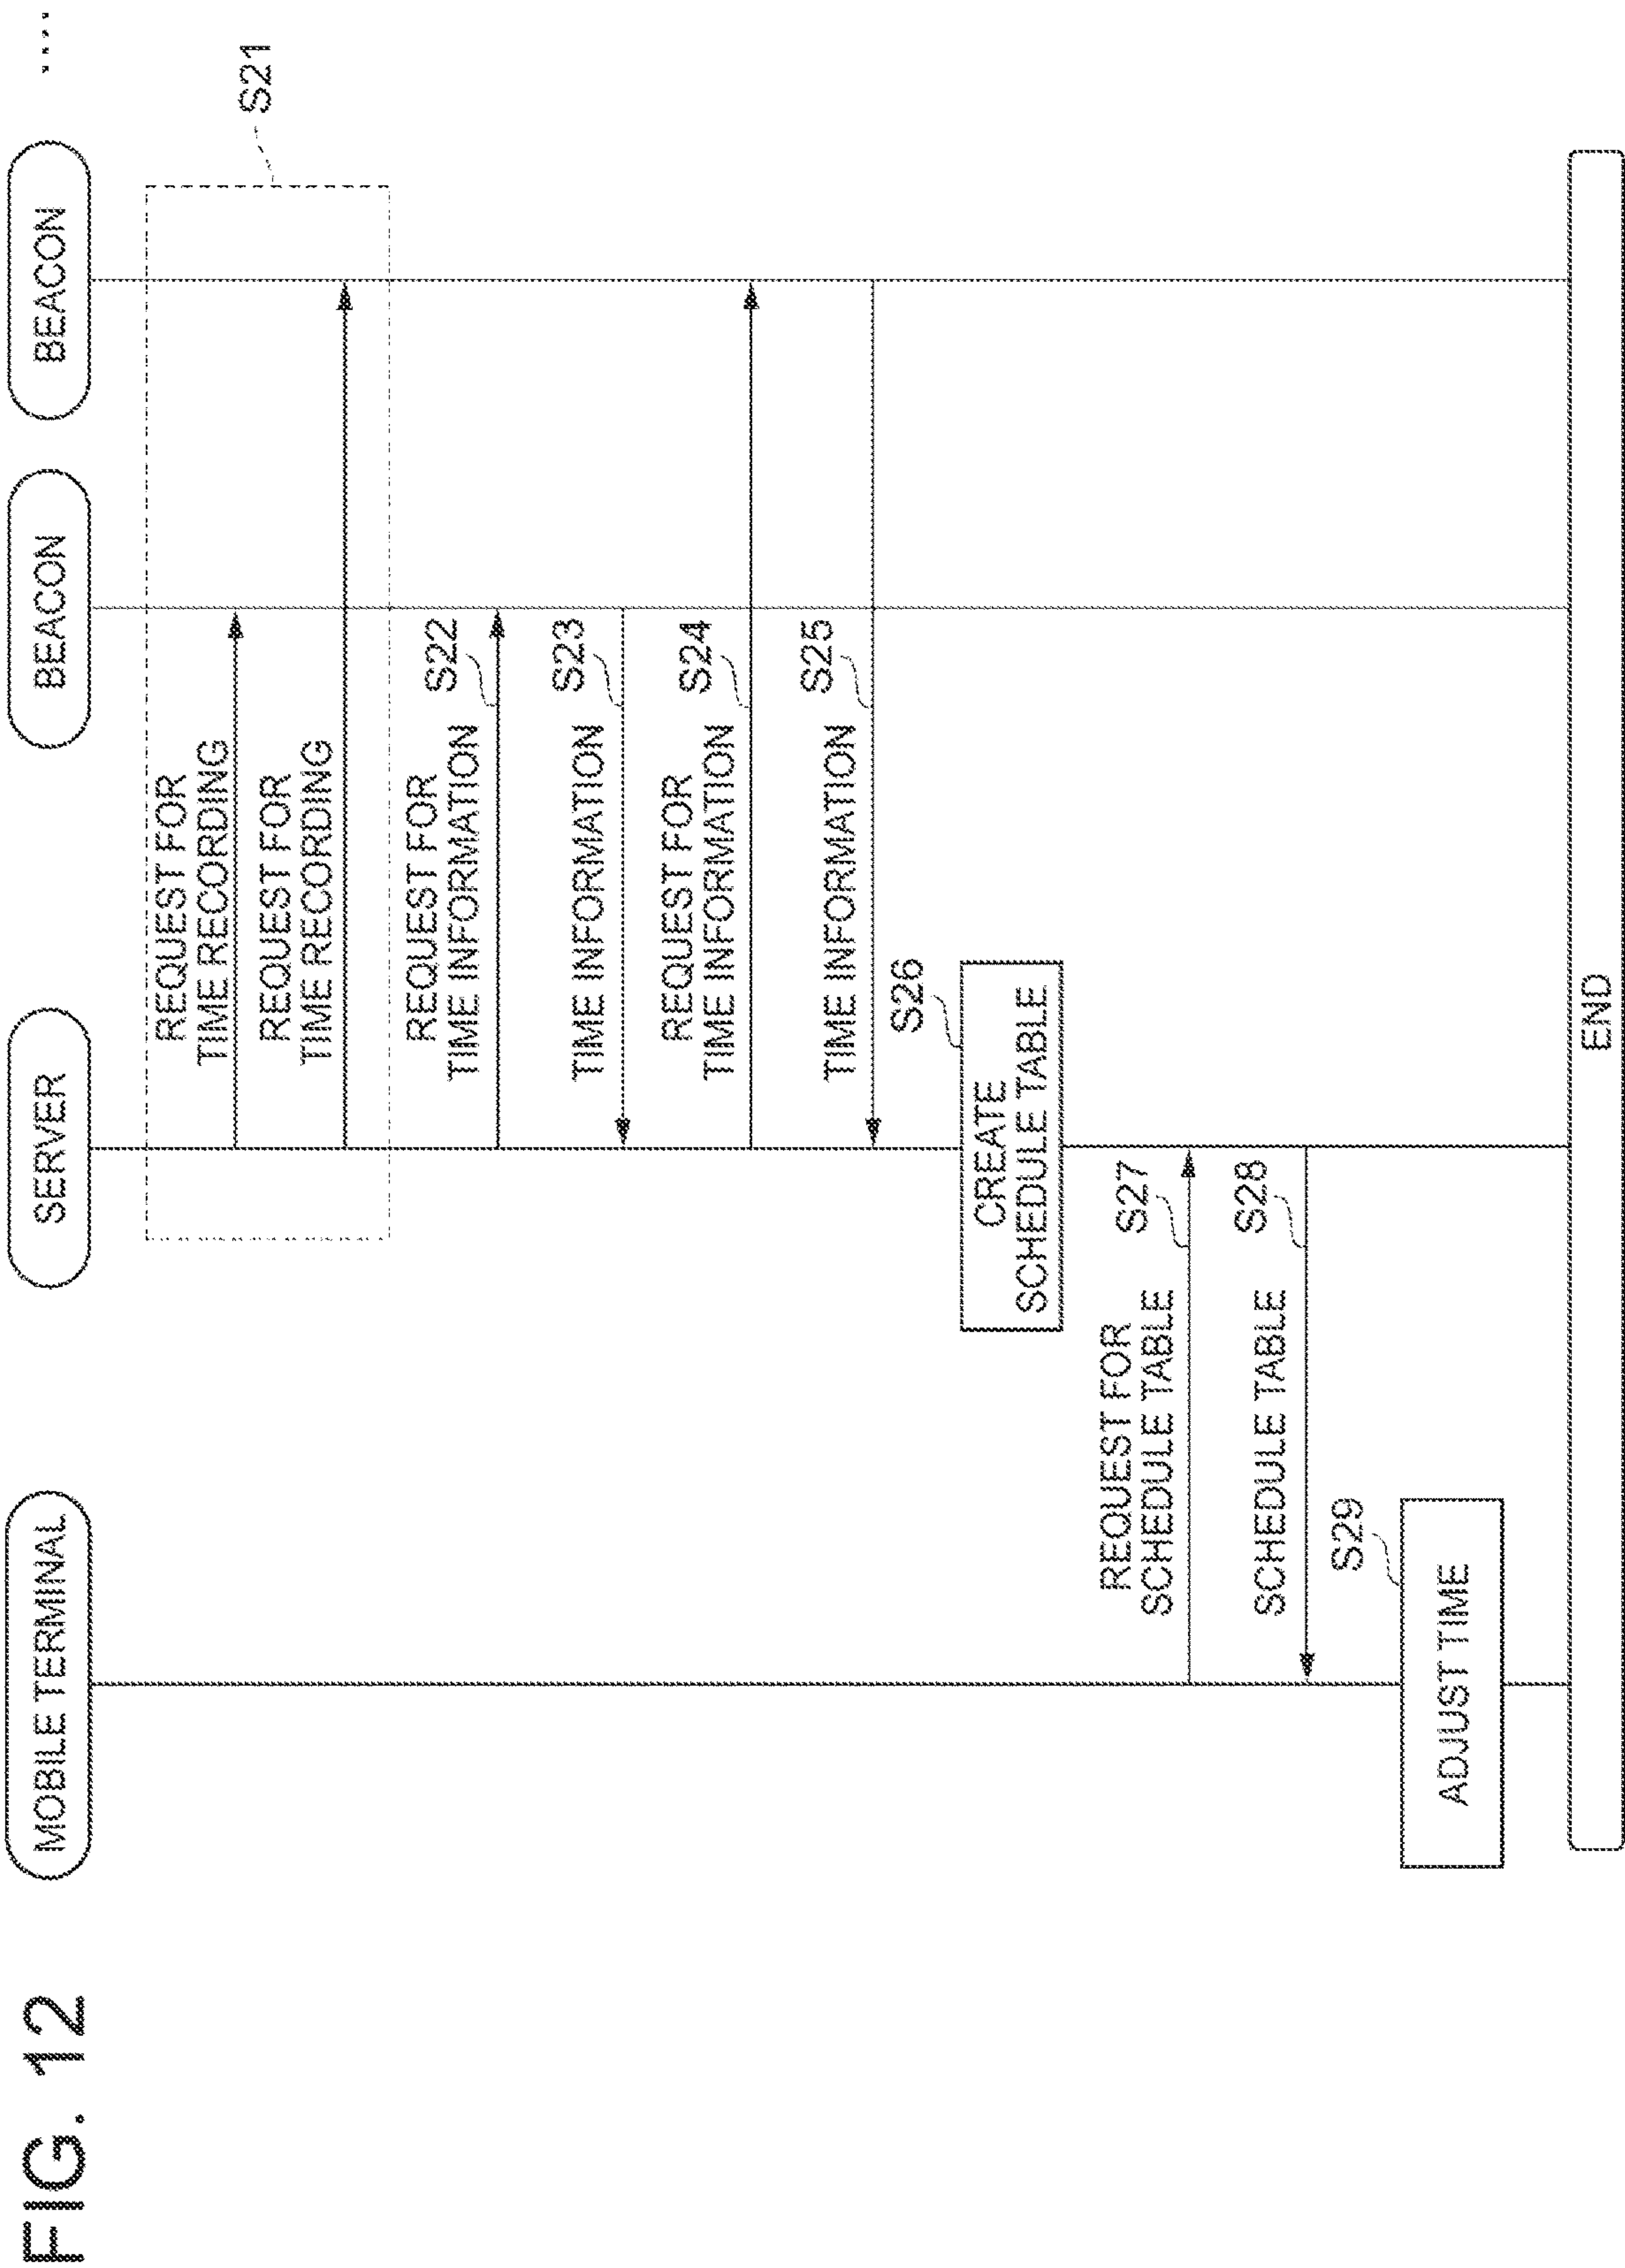 FIG. 12
MOBILE TERMINAL
SERVER
BEACON
BEACON
....
S21
REQUEST FOR
TIME RECORDING
REQUEST FOR
TIME RECORDING
REQUEST FOR
TIME INFORMATION
S22
TIME INFORMATION
S23
REQUEST FOR
TIME INFORMATION
S24
TIME INFORMATION
S25
S26
CREATE
SCHEDULE TABLE
REQUEST FOR
SCHEDULE TABLE
S27
SCHEDULE TABLE
S28
S29
ADJUST TIME
END